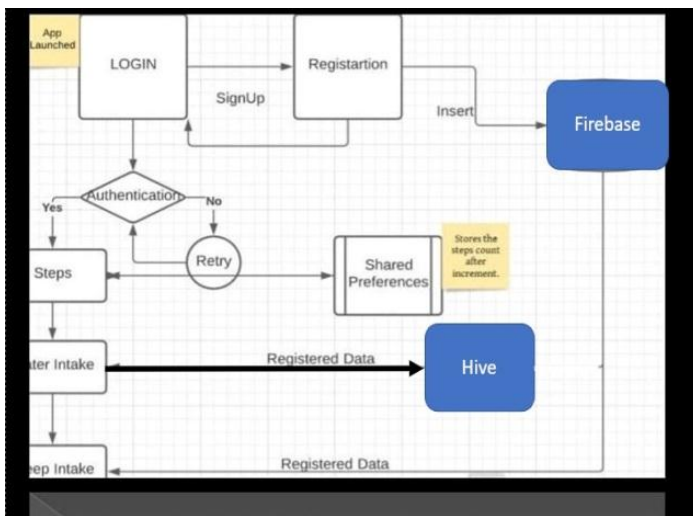 App
Launched
LOGIN
Registartion
SignUp
Insert
Firebase
Authentication
Yes
No
Steps
Retry
Shared
Preferences
Stores the
steps count
after
increment.
ter Intake
Registered Data
Hive
eep Intake
Registered Data